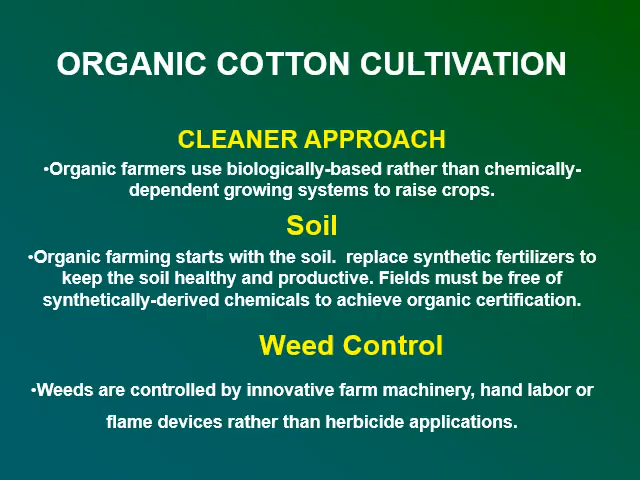 ORGANIC COTTON CULTIVATION
CLEANER APPROACH
•Organic farmers use biologically-based rather than chemically-
dependent growing systems to raise crops.
Soil
•Organic farming starts with the soil.  replace synthetic fertilizers to
keep the soil healthy and productive. Fields must be free of
synthetically-derived chemicals to achieve organic certification.
Weed Control
•Weeds are controlled by innovative farm machinery, hand labor or
flame devices rather than herbicide applications.